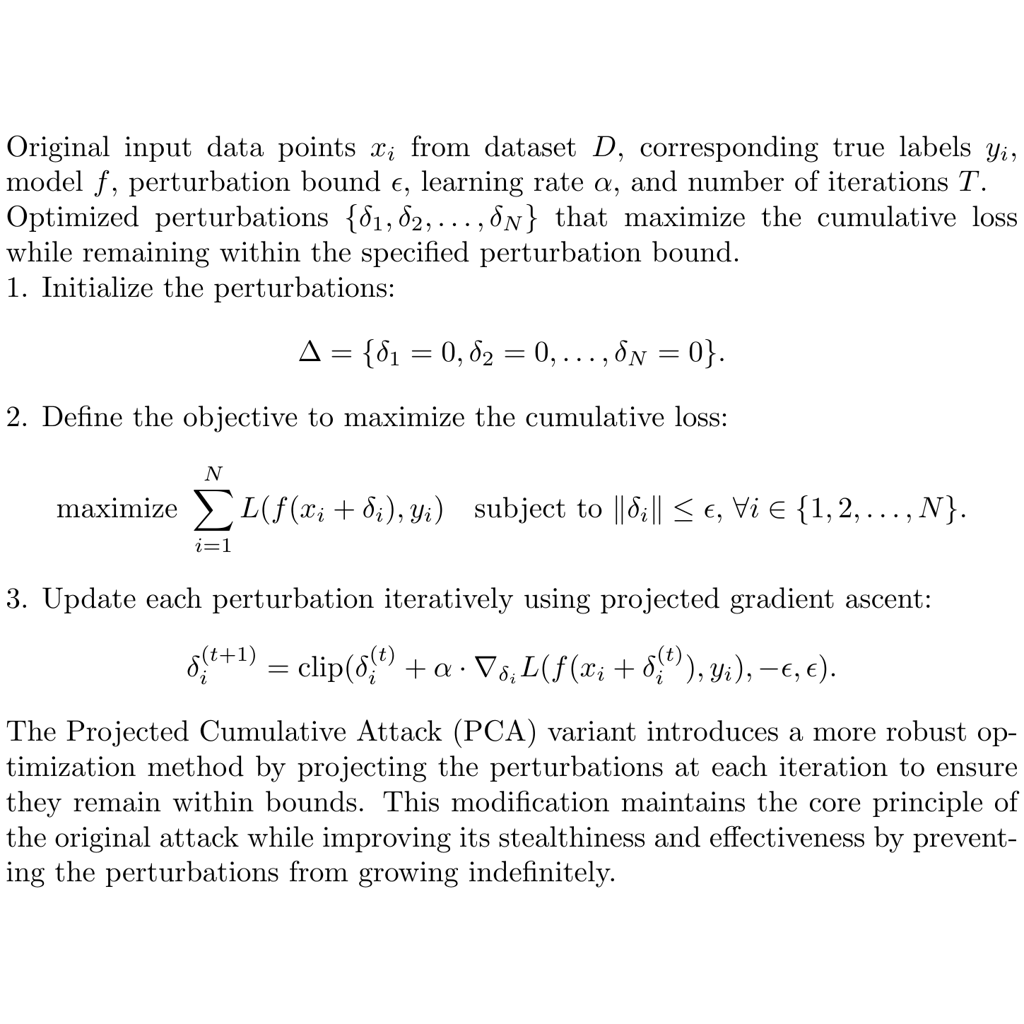 Original input data points $x_i$ from dataset $D$, corresponding true labels $y_i$,
model $f$, perturbation bound $\epsilon$, learning rate $\alpha$, and number of iterations $T$.
Optimized perturbations $\{\delta_1, \delta_2, \ldots, \delta_N\}$ that maximize the cumulative loss
while remaining within the specified perturbation bound.
1. Initialize the perturbations:
$\Delta = \{\delta_1 = 0, \delta_2 = 0, \ldots, \delta_N = 0\}.$
2. Define the objective to maximize the cumulative loss:
$\text{maximize } \sum_{i=1}^{N} L(f(x_i + \delta_i), y_i) \quad \text{subject to } \|\delta_i\| \leq \epsilon, \forall i \in \{1, 2, \ldots, N\}.$
3. Update each perturbation iteratively using projected gradient ascent:
$\delta_i^{(t+1)} = \text{clip}(\delta_i^{(t)} + \alpha \cdot \nabla_{\delta_i} L(f(x_i + \delta_i^{(t)}), y_i), -\epsilon, \epsilon).$
The Projected Cumulative Attack (PCA) variant introduces a more robust op-
timization method by projecting the perturbations at each iteration to ensure
they remain within bounds. This modification maintains the core principle of
the original attack while improving its stealthiness and effectiveness by prevent-
ing the perturbations from growing indefinitely.